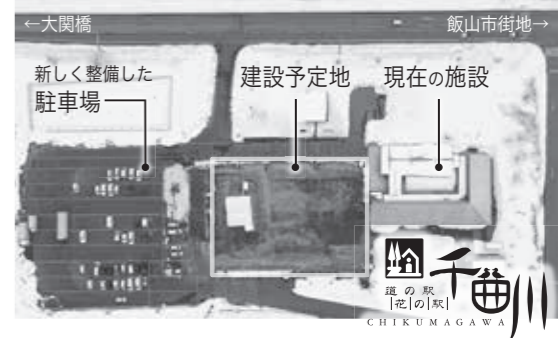 ←大関橋
飯山市街地→
新しく整備した
駐車場
建設予定地
現在の施設
道の駅
花の駅
千曲川
CHIKUMAGAWA